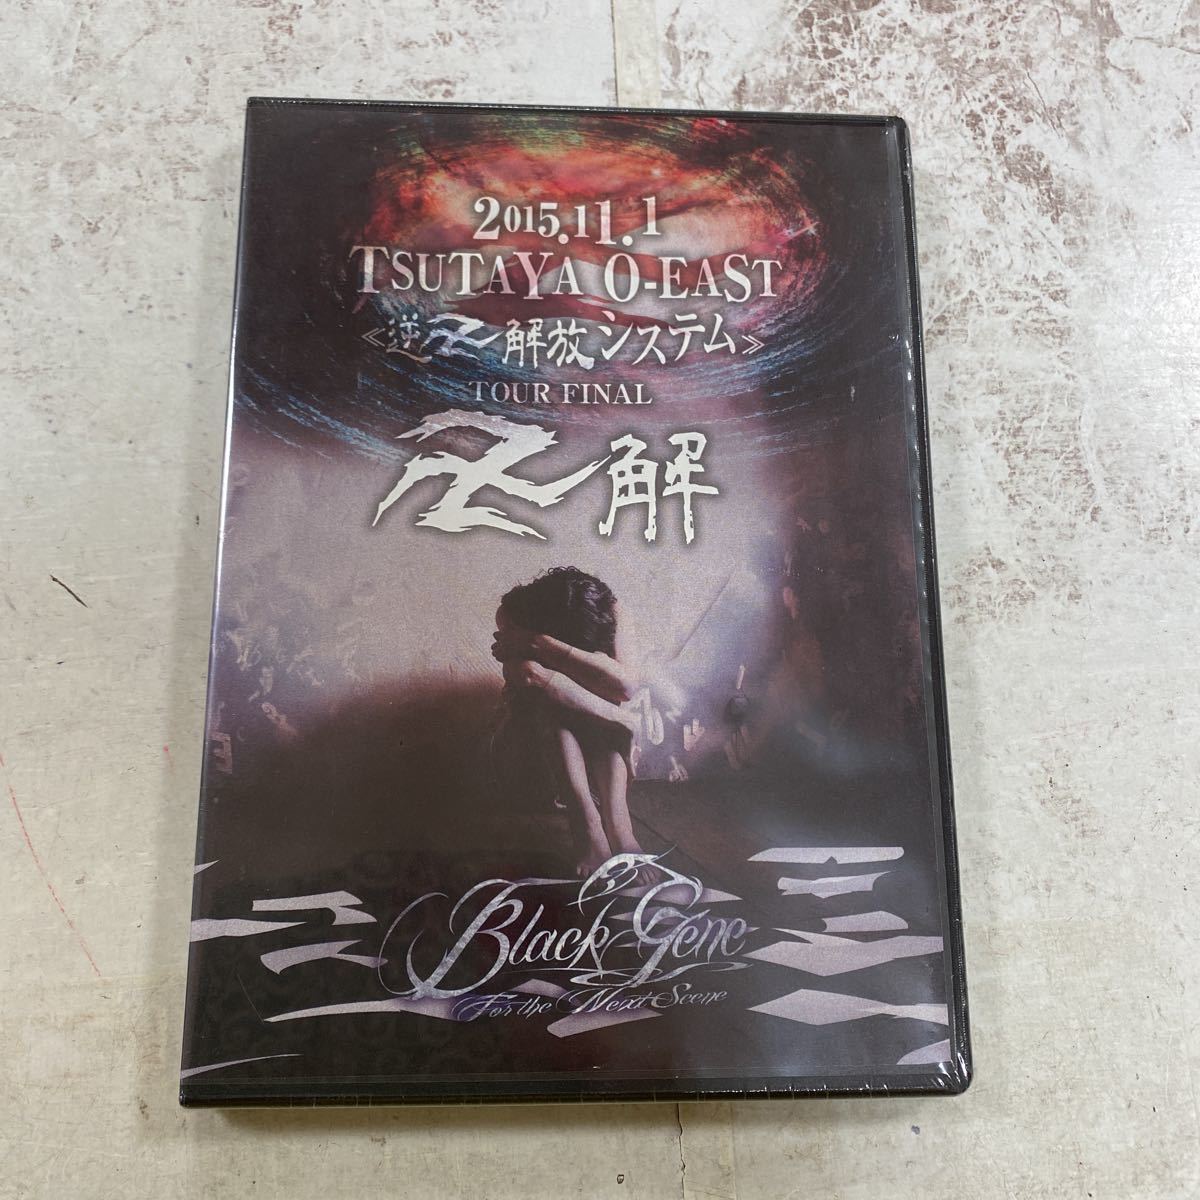 2015.11.1
TSUTAYA O-EAST
《逆卍解放システム》
TOUR FINAL
卍解
Black Gene
For the Next Scene